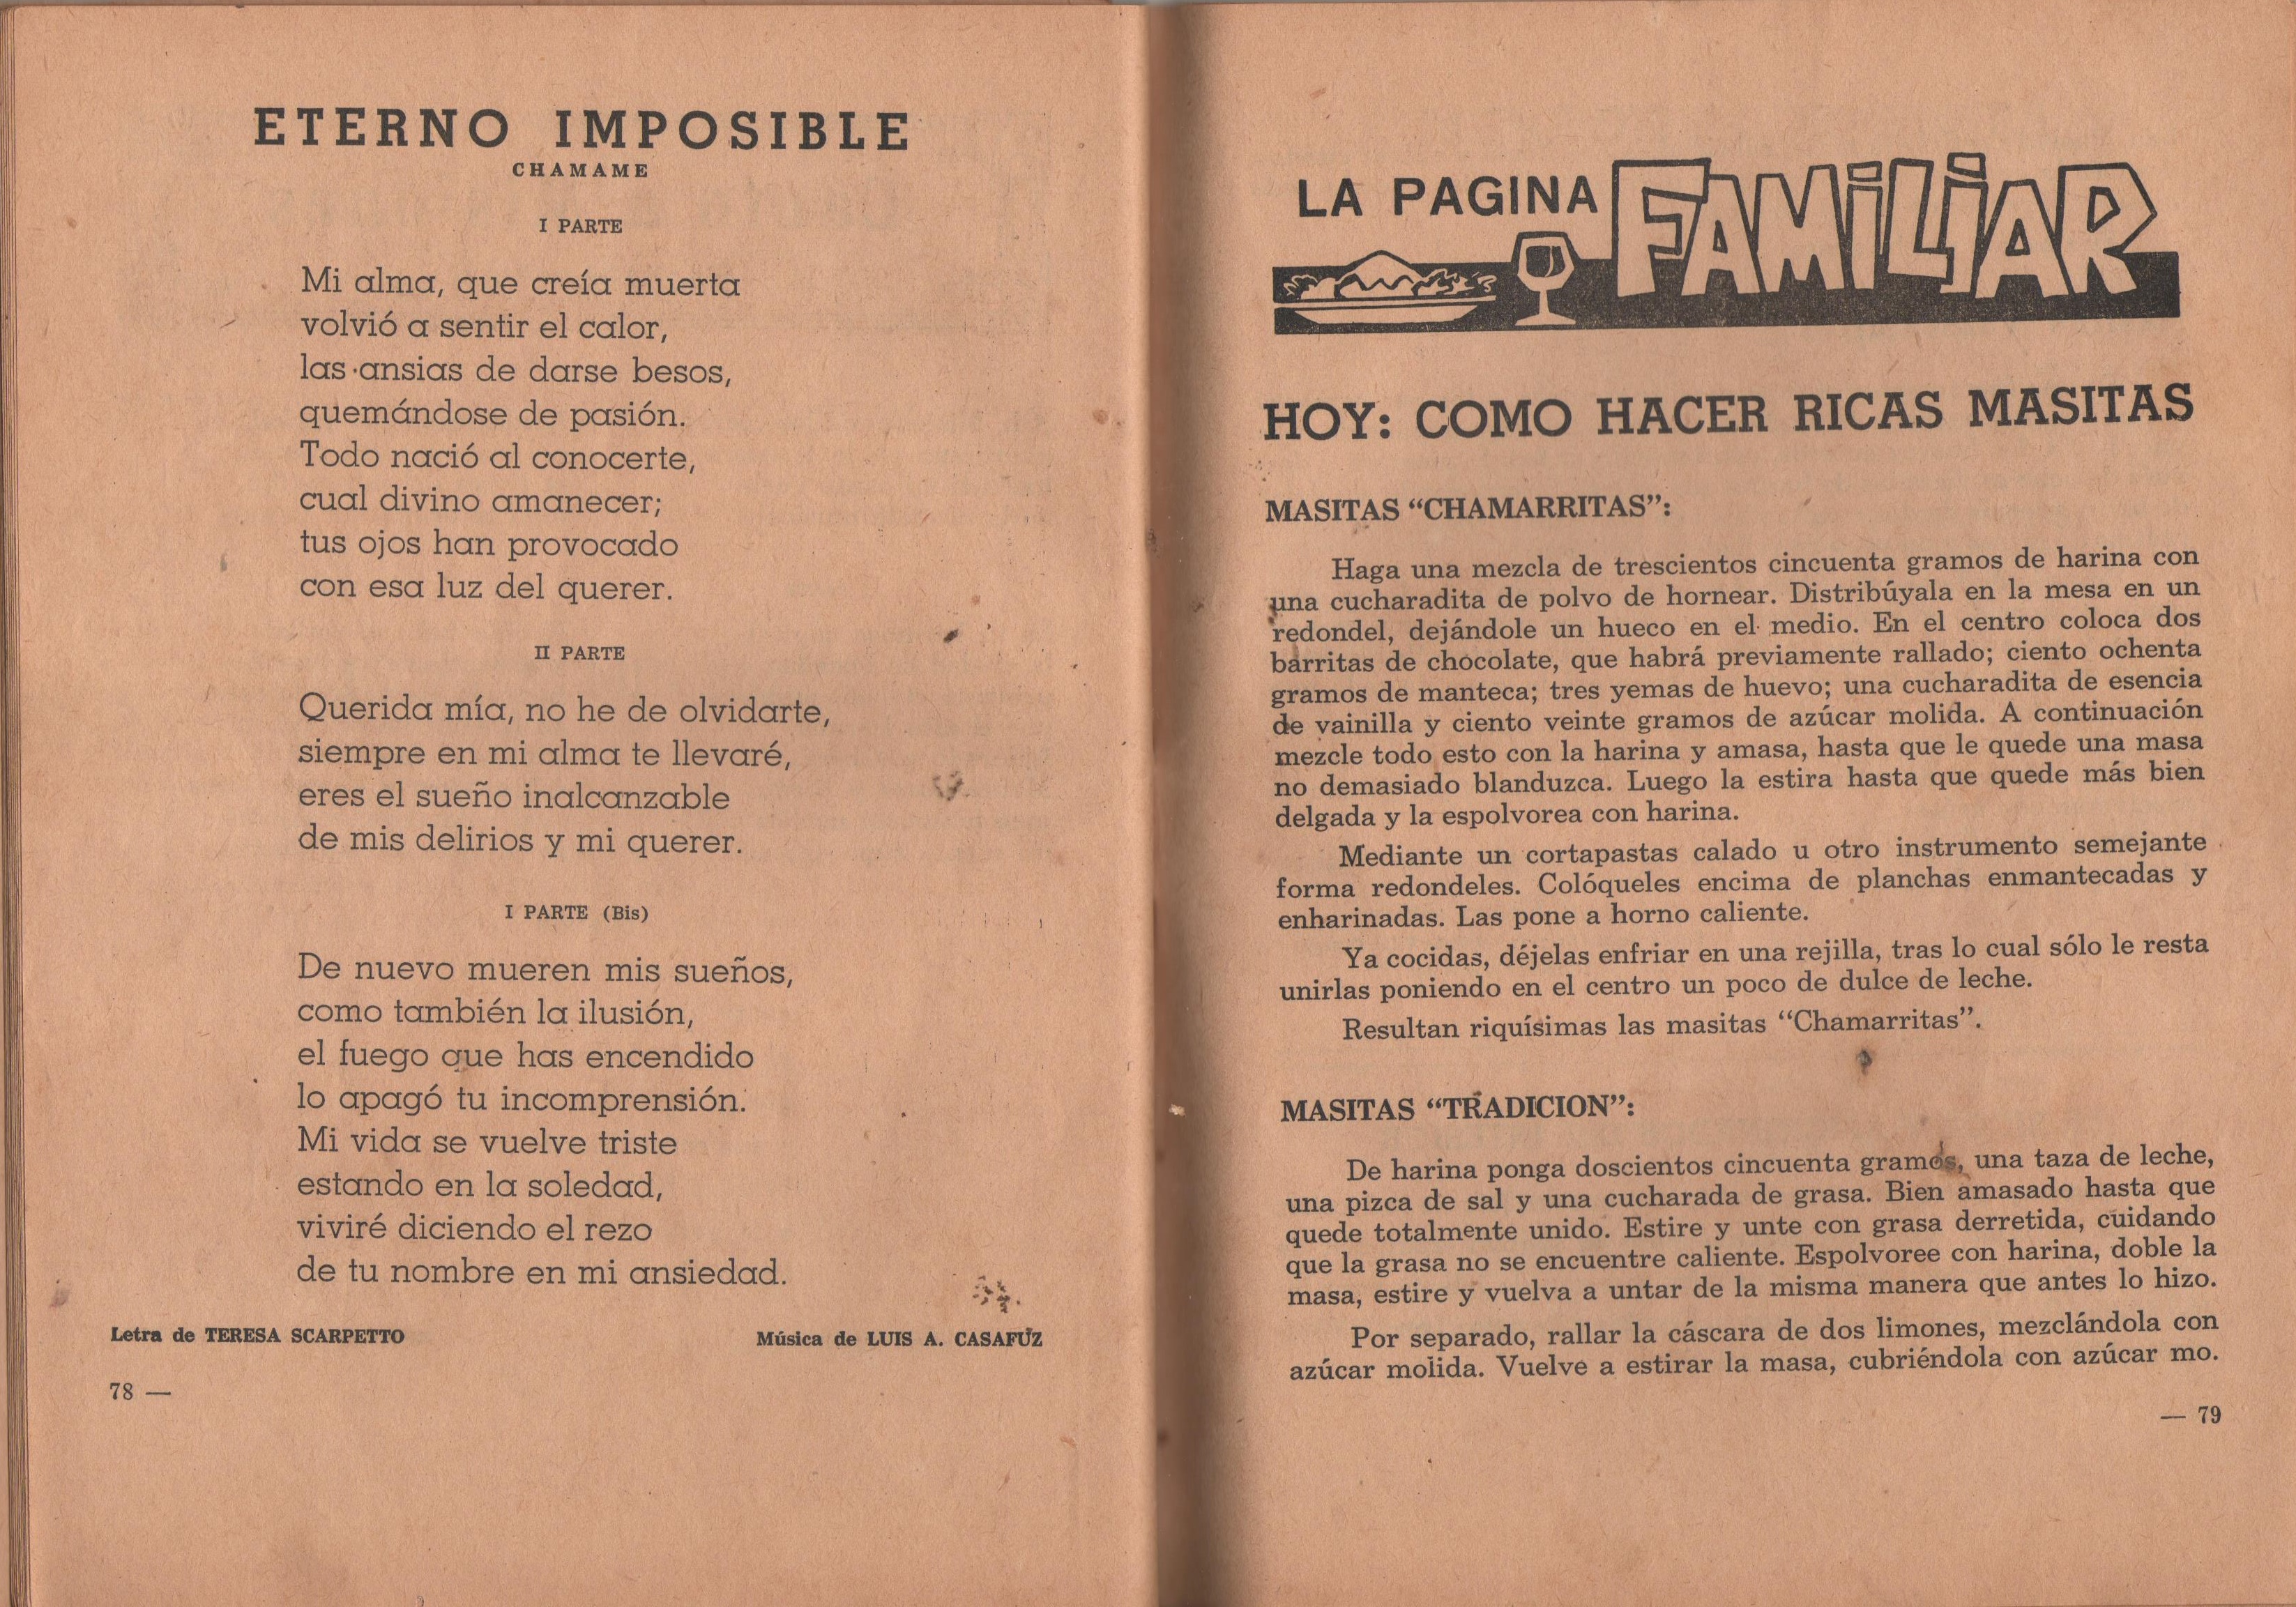 ETERNO IMPOSIBLE
CHAMAME
I PARTE
Mi alma, que creía muerta
volvió a sentir el calor,
las ansias de darse besos,
quemándose de pasión.
Todo nació al conocerte,
cual divino amanecer;
tus ojos han provocado
con esa luz del querer.
II PARTE
Querida mía, no he de olvidarte,
siempre en mi alma te llevaré,
eres el sueño inalcanzable
de mis delirios y mi querer.
I PARTE (Bis)
De nuevo mueren mis sueños,
como también la ilusión,
el fuego que has encendido
lo apagó tu incomprensión.
Mi vida se vuelve triste
estando en la soledad,
viviré diciendo el rezo
de tu nombre en mi ansiedad.
Letra de TERESA SCARPETTO Música de LUIS A. CASAFUZ
78 —
LA PAGINA FAMILIAR
HOY: COMO HACER RICAS MASITAS
MASITAS “CHAMARRITAS”:
Haga una mezcla de trescientos cincuenta gramos de harina con
una cucharadita de polvo de hornear. Distribúyala en la mesa en un
redondel, dejándole un hueco en el medio. En el centro coloca dos
barritas de chocolate, que habrá previamente rallado; ciento ochenta
gramos de manteca; tres yemas de huevo; una cucharadita de esencia
de vainilla y ciento veinte gramos de azúcar molida. A continuación
mezcle todo esto con la harina y amasa, hasta que le quede una masa
no demasiado blanduzca. Luego la estira hasta que quede más bien
delgada y la espolvorea con harina.
Mediante un cortapastas calado u otro instrumento semejante
forma redondeles. Colóqueles encima de planchas enmantecadas y
enharinadas. Las pone a horno caliente.
Ya cocidas, déjelas enfriar en una rejilla, tras lo cual sólo le resta
unirlas poniendo en el centro un poco de dulce de leche.
Resultan riquísimas las masitas “Chamarritas”.
MASITAS “TRADICION”:
De harina ponga doscientos cincuenta gramos, una taza de leche,
una pizca de sal y una cucharada de grasa. Bien amasado hasta que
quede totalmente unido. Estire y unte con grasa derretida, cuidando
que la grasa no se encuentre caliente. Espolvoree con harina, doble la
masa, estire y vuelva a untar de la misma manera que antes lo hizo.
Por separado, rallar la cáscara de dos limones, mezclándola con
azúcar molida. Vuelve a estirar la masa, cubriéndola con azúcar mo.
— 79